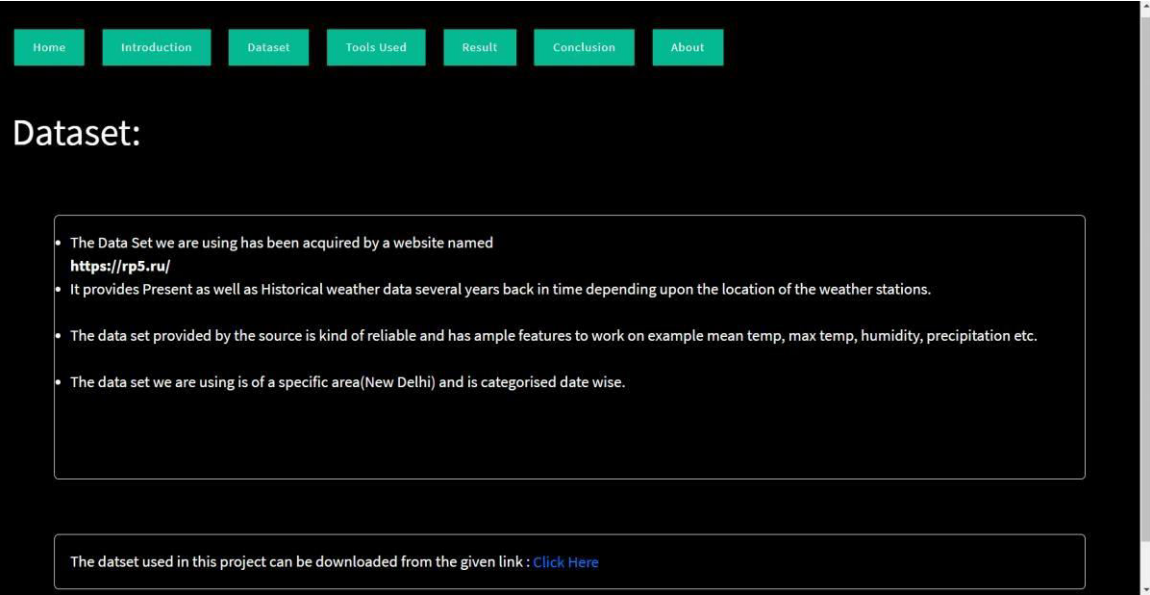 Home Introduction Dataset Tools Used Result Conclusion About
Dataset:
• The Data Set we are using has been acquired by a website named
https://rp5.ru/
• It provides Present as well as Historical weather data several years back in time depending upon the location of the weather stations.
• The data set provided by the source is kind of reliable and has ample features to work on example mean temp, max temp, humidity, precipitation etc.
• The data set we are using is of a specific area(New Delhi) and is categorised date wise.
The datset used in this project can be downloaded from the given link : Click Here